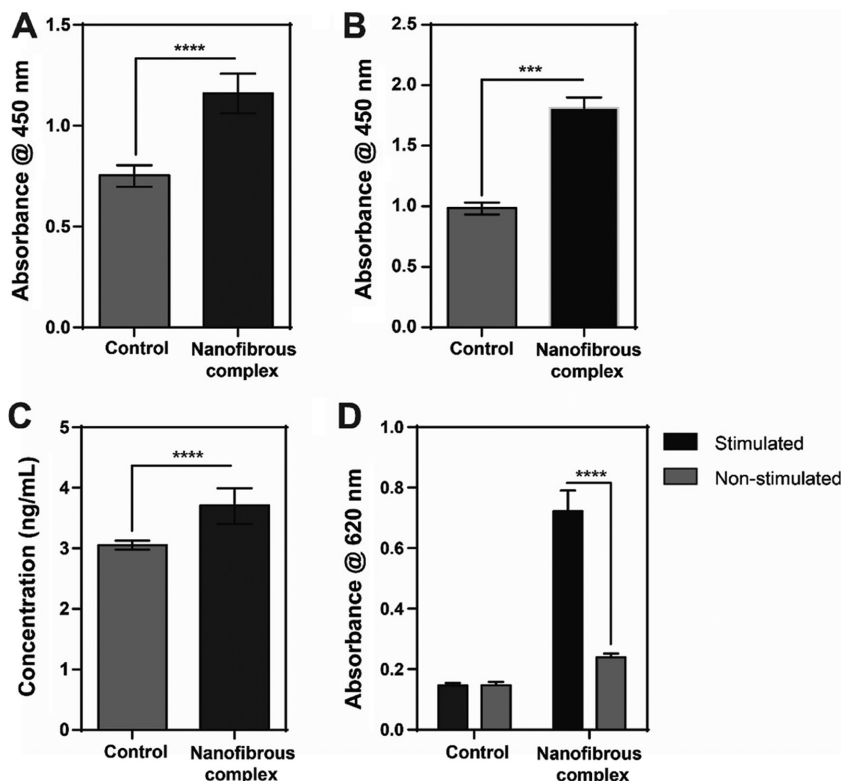 A
Absorbance @ 450 nm
1.5
1.0
0.5
0.0
****
Control
Nanofibrous
complex
B
Absorbance @ 450 nm
2.5
2.0
1.5
1.0
0.5
0.0
***
Control
Nanofibrous
complex
C
Concentration (ng/mL)
5
4
3
2
1
0
****
Control
Nanofibrous
complex
D
Absorbance @ 620 nm
1.0
0.8
0.6
0.4
0.2
0.0
****
Control
Nanofibrous
complex
Stimulated
Non-stimulated